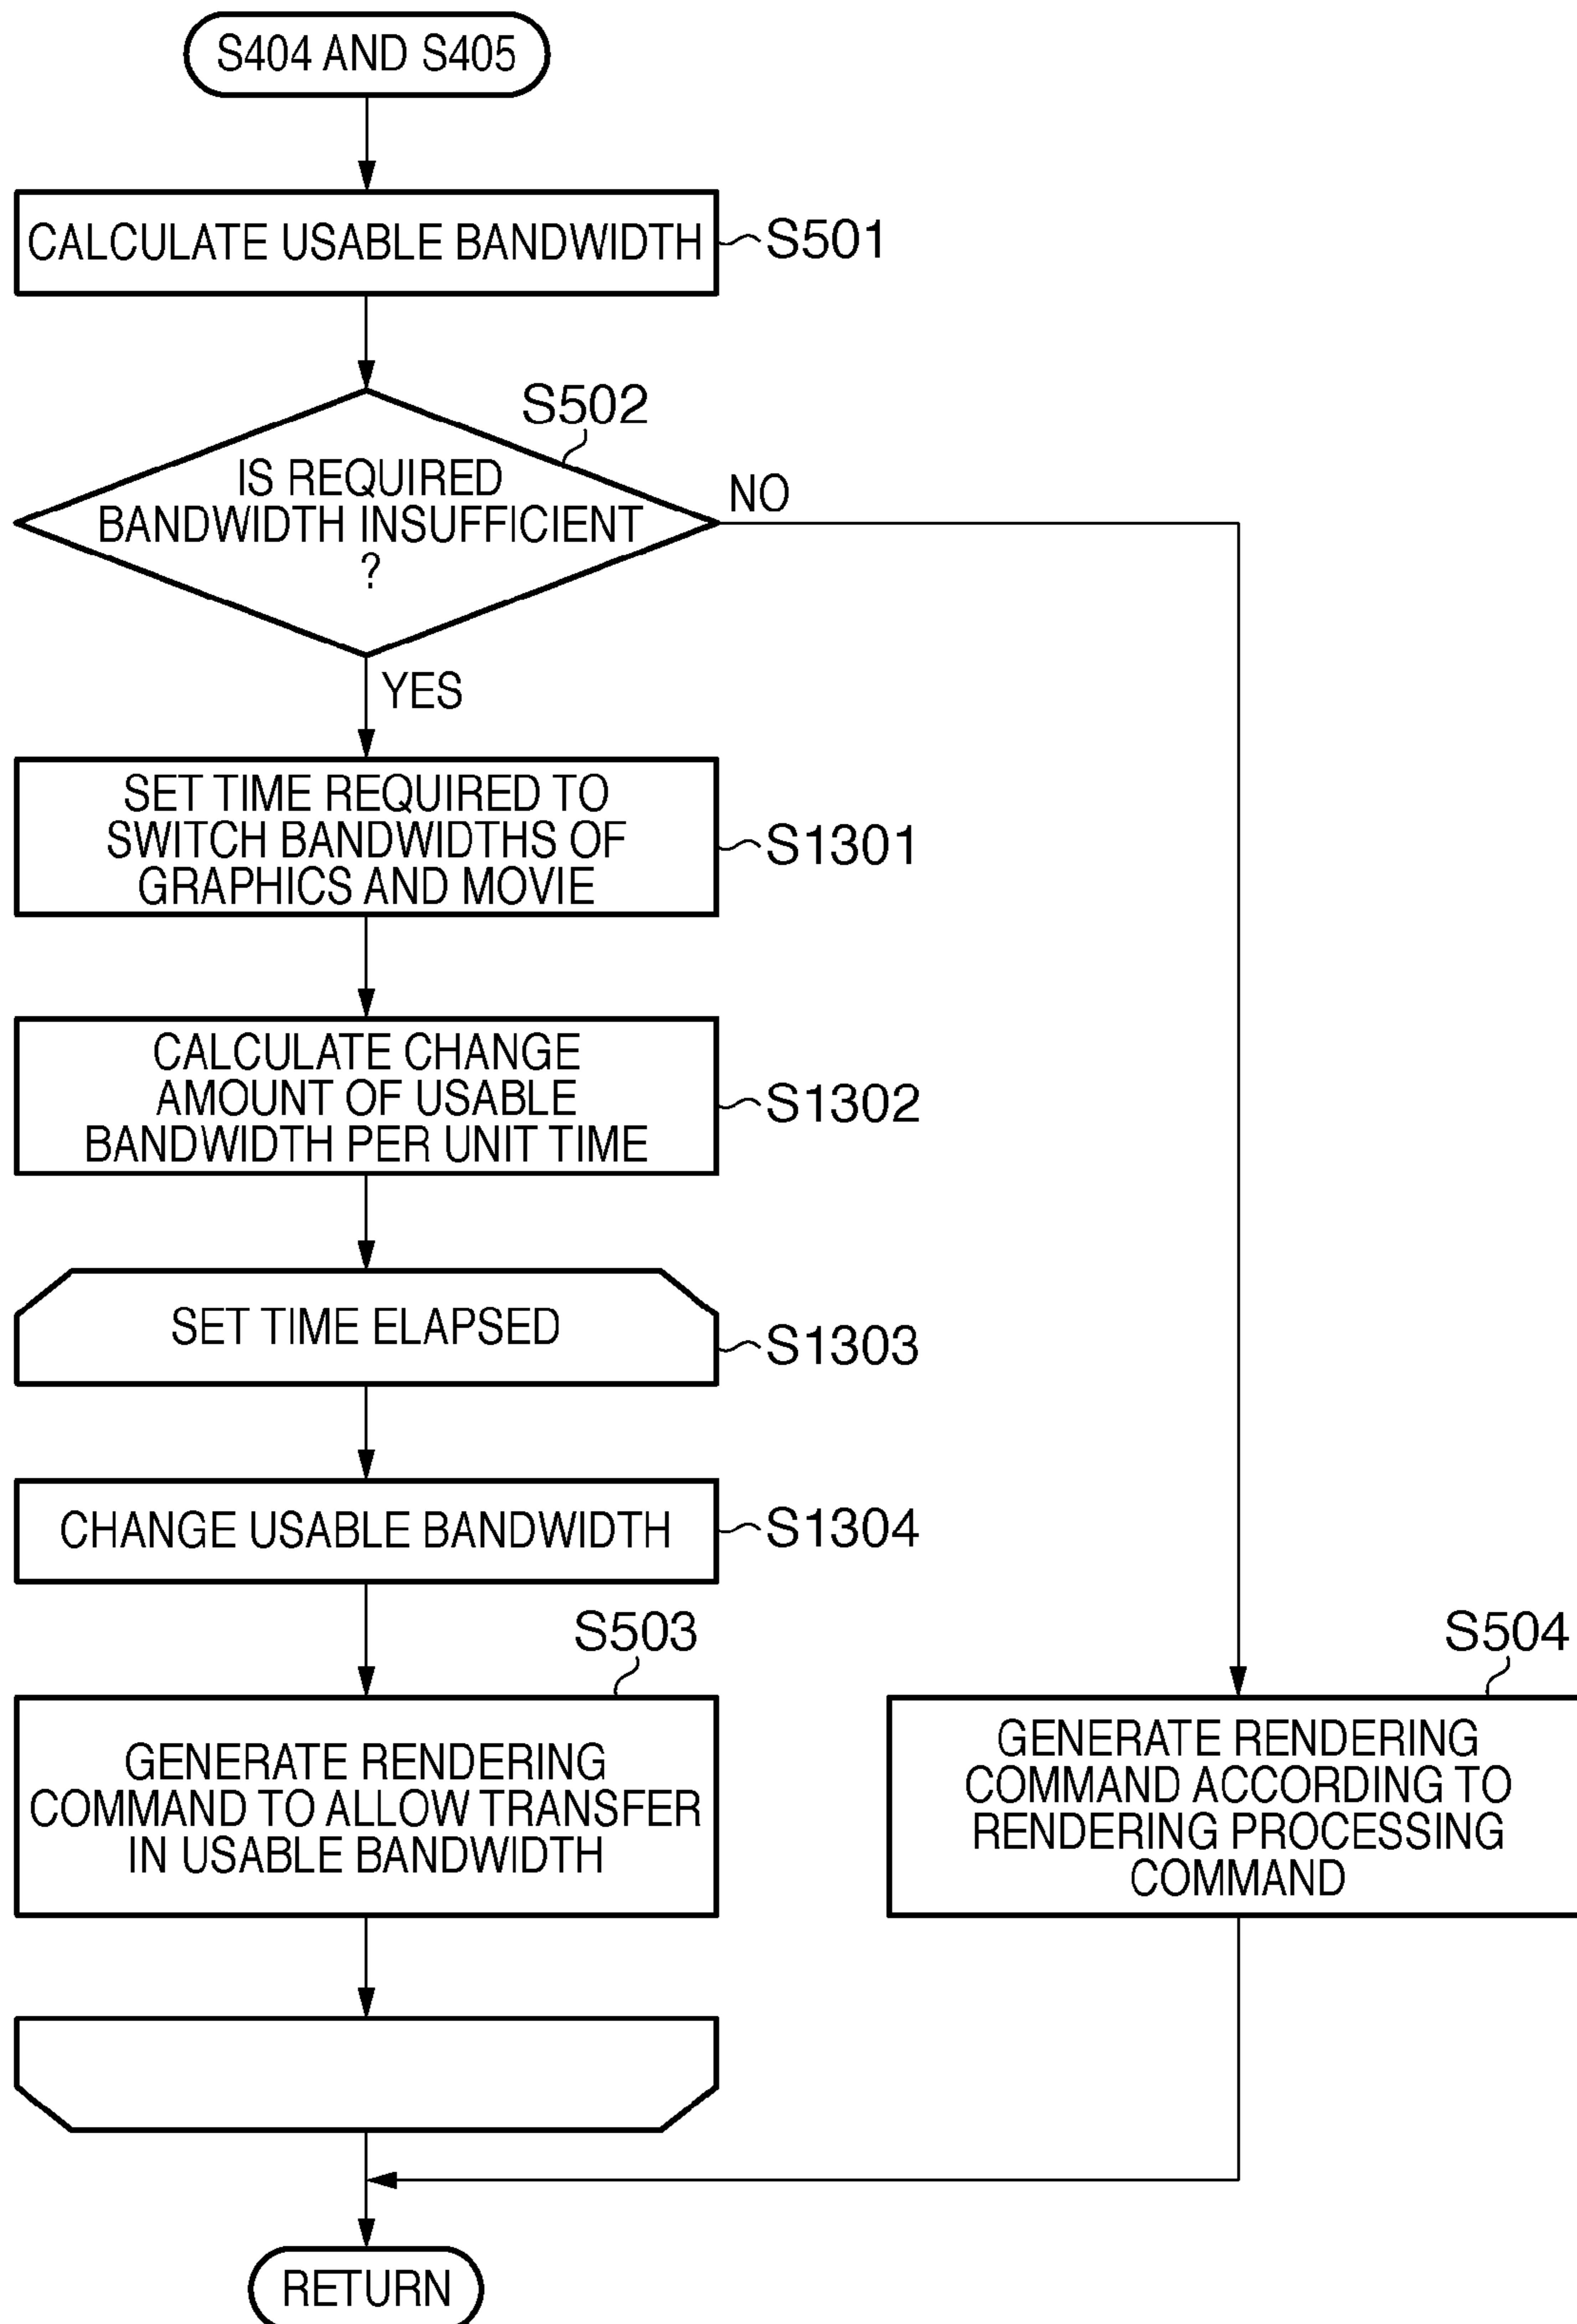 S404 AND S405
CALCULATE USABLE BANDWIDTH
S501
S502
IS REQUIRED
BANDWIDTH INSUFFICIENT
?
NO
YES
SET TIME REQUIRED TO
SWITCH BANDWIDTHS OF
GRAPHICS AND MOVIE
S1301
CALCULATE CHANGE
AMOUNT OF USABLE
BANDWIDTH PER UNIT TIME
S1302
SET TIME ELAPSED
S1303
CHANGE USABLE BANDWIDTH
S1304
S503
GENERATE RENDERING
COMMAND TO ALLOW TRANSFER
IN USABLE BANDWIDTH
S504
GENERATE RENDERING
COMMAND ACCORDING TO
RENDERING PROCESSING
COMMAND
RETURN